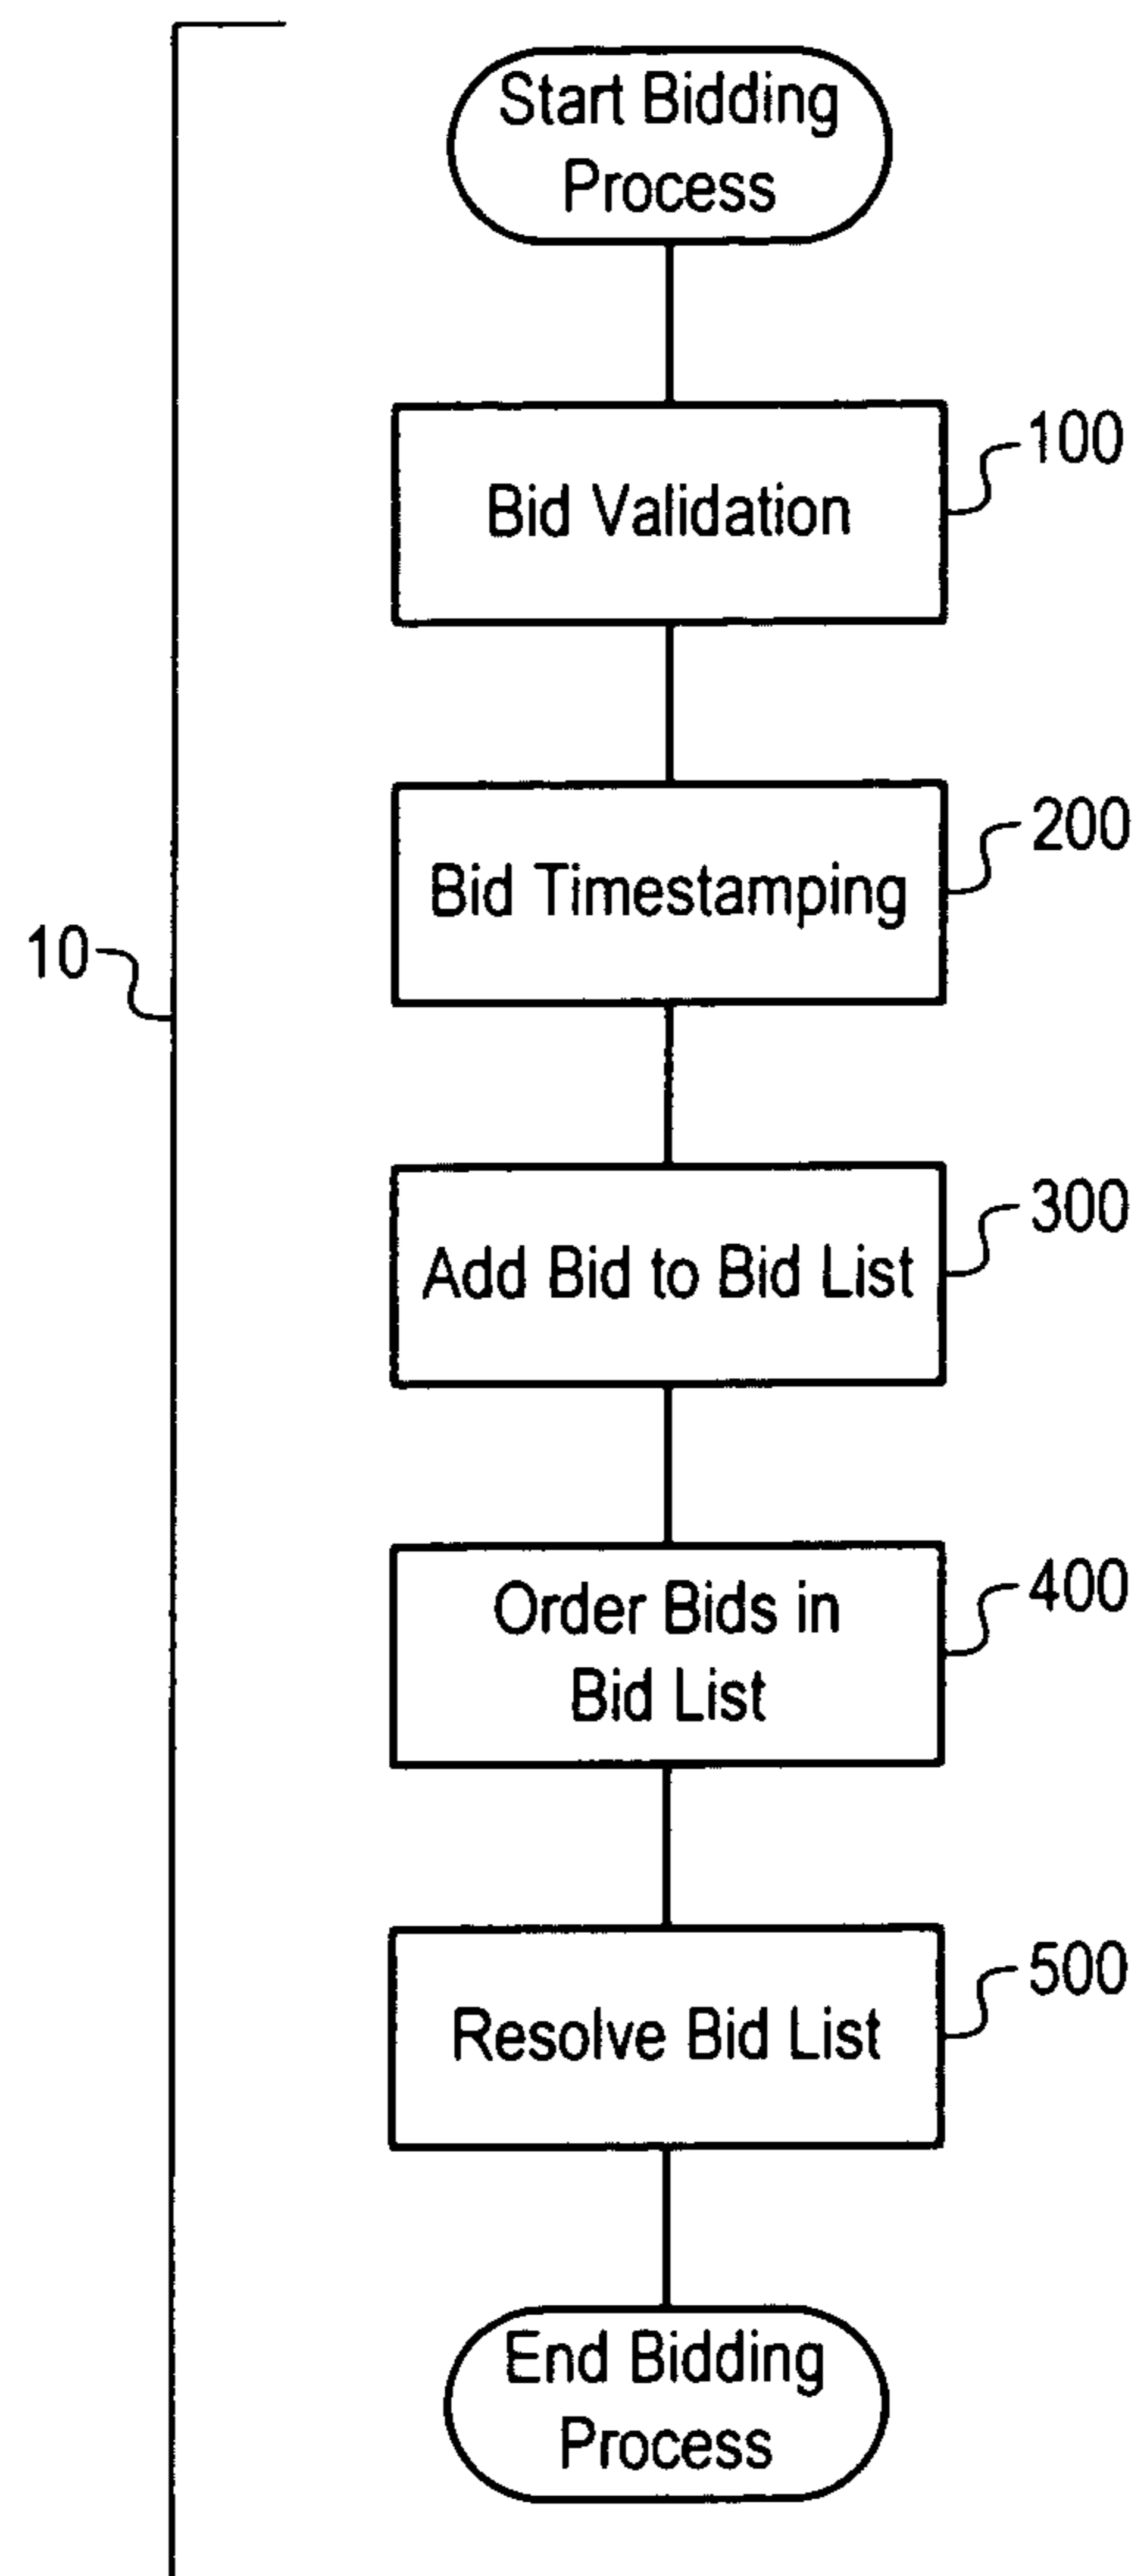 Start Bidding
Process
Bid Validation
100
Bid Timestamping
200
10
Add Bid to Bid List
300
Order Bids in
Bid List
400
Resolve Bid List
500
End Bidding
Process